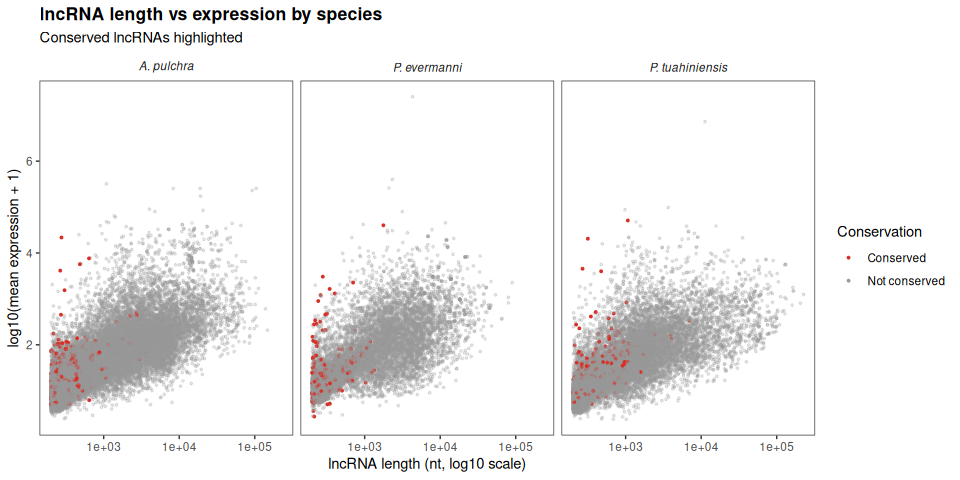 lncRNA length vs expression by species
Conserved lncRNAs highlighted
A. pulchra
P. evermanni
P. tuahiniensis
log10(mean expression + 1)
6
4
2
1e+03 1e+04 1e+05
1e+03 1e+04 1e+05
1e+03 1e+04 1e+05
lncRNA length (nt, log10 scale)
Conservation
Conserved
Not conserved